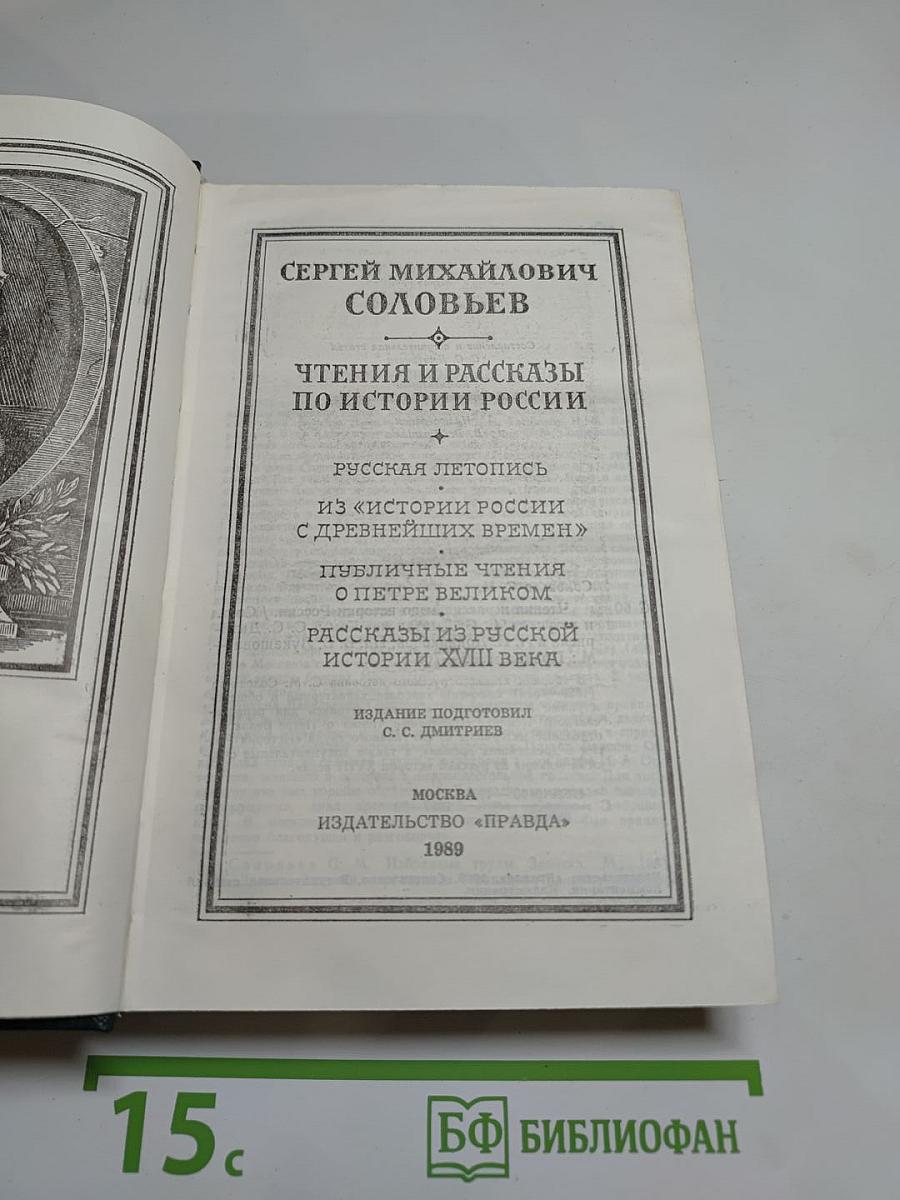 СЕРГЕЙ МИХАЙЛОВИЧ
СОЛОВЬЕВ
ЧТЕНИЯ И РАССКАЗЫ
ПО ИСТОРИИ РОССИИ
РУССКАЯ ЛЕТОПИСЬ
ИЗ «ИСТОРИИ РОССИИ
С ДРЕВНЕЙШИХ ВРЕМЕН»
ПУБЛИЧНЫЕ ЧТЕНИЯ
О ПЕТРЕ ВЕЛИКОМ
РАССКАЗЫ ИЗ РУССКОЙ
ИСТОРИИ XVIII ВЕКА
ИЗДАНИЕ ПОДГОТОВИЛ
С. С. ДМИТРИЕВ
МОСКВА
ИЗДАТЕЛЬСТВО «ПРАВДА»
1989
15 с
БФ БИБЛИОФАН